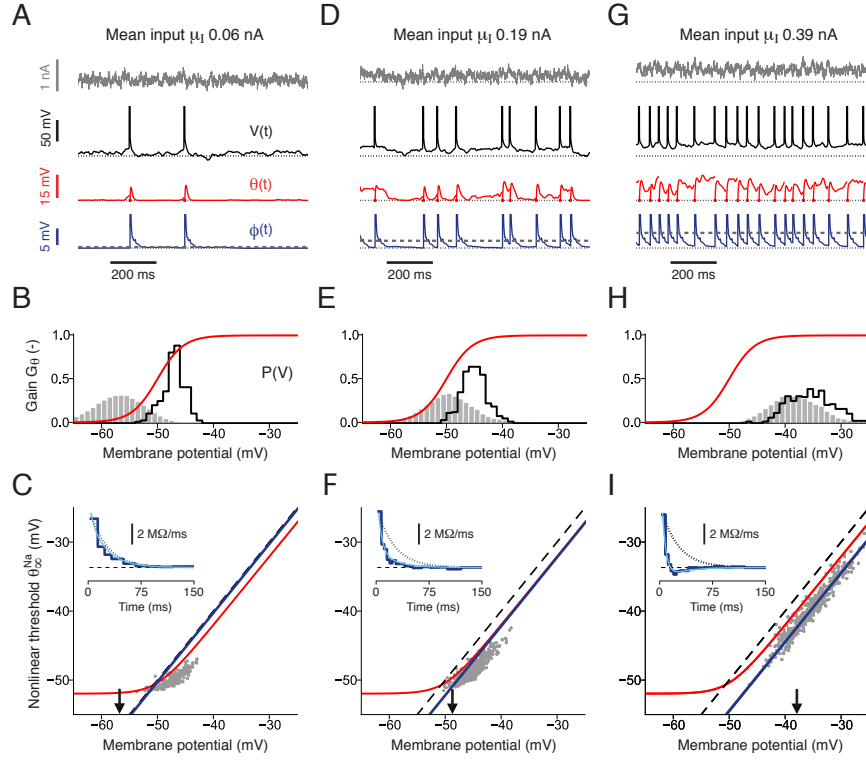 A
D
G
Mean input μI 0.06 nA
Mean input μI 0.19 nA
Mean input μI 0.39 nA
1 nA
50 mV
V(t)
15 mV
θ(t)
5 mV
ϕ(t)
200 ms
200 ms
200 ms
B
E
H
Gain Gθ (-)
1.0
0.5
0.0
P(V)
−60 −50 −40 −30
Membrane potential (mV)
1.0
0.5
0.0
−60 −50 −40 −30
Membrane potential (mV)
1.0
0.5
0.0
−60 −50 −40 −30
Membrane potential (mV)
C
F
I
Nonlinear threshold θ∞Na (mV)
−30
−40
−50
2 MΩ/ms
0 150
Time (ms)
−60 −50 −40 −30
Membrane potential (mV)
−30
−40
−50
2 MΩ/ms
0 150
Time (ms)
−60 −50 −40 −30
Membrane potential (mV)
−30
−40
−50
2 MΩ/ms
0 75 150
Time (ms)
−60 −50 −40 −30
Membrane potential (mV)